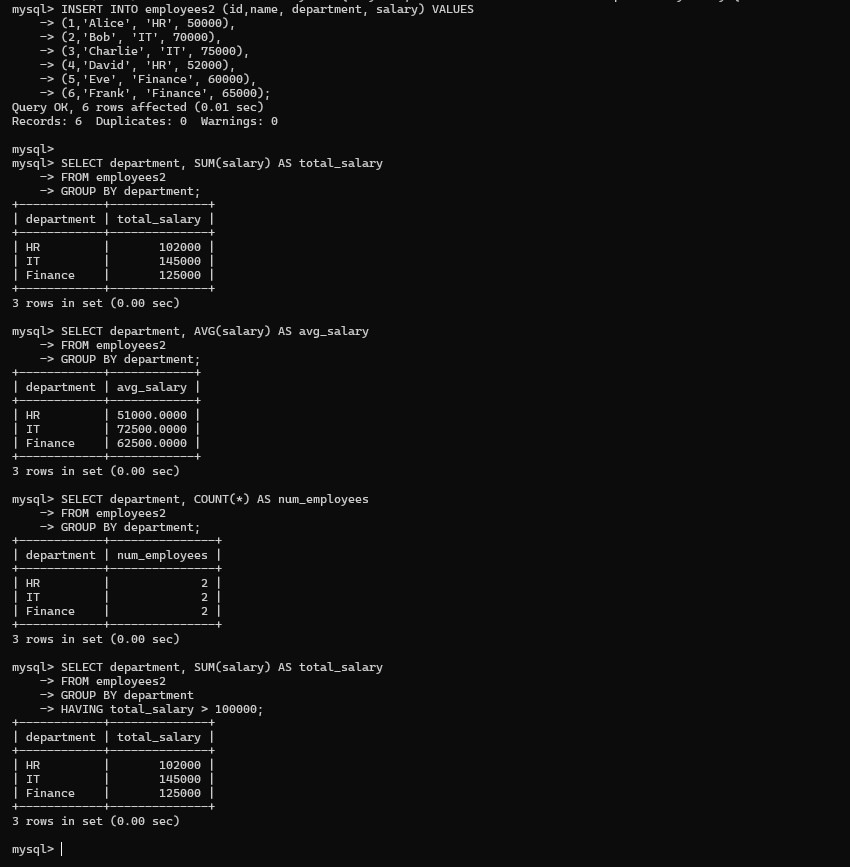 mysql> INSERT INTO employees2 (id,name, department, salary) VALUES
    -> (1,'Alice', 'HR', 50000),
    -> (2,'Bob', 'IT', 70000),
    -> (3,'Charlie', 'IT', 75000),
    -> (4,'David', 'HR', 52000),
    -> (5,'Eve', 'Finance', 60000),
    -> (6,'Frank', 'Finance', 65000);
Query OK, 6 rows affected (0.01 sec)
Records: 6  Duplicates: 0  Warnings: 0
mysql>
mysql> SELECT department, SUM(salary) AS total_salary
    -> FROM employees2
    -> GROUP BY department;
+------------+--------------+
| department | total_salary |
+------------+--------------+
| HR         |       102000 |
| IT         |       145000 |
| Finance    |       125000 |
+------------+--------------+
3 rows in set (0.00 sec)
mysql> SELECT department, AVG(salary) AS avg_salary
    -> FROM employees2
    -> GROUP BY department;
+------------+------------+
| department | avg_salary |
+------------+------------+
| HR         | 51000.0000 |
| IT         | 72500.0000 |
| Finance    | 62500.0000 |
+------------+------------+
3 rows in set (0.00 sec)
mysql> SELECT department, COUNT(*) AS num_employees
    -> FROM employees2
    -> GROUP BY department;
+------------+---------------+
| department | num_employees |
+------------+---------------+
| HR         |             2 |
| IT         |             2 |
| Finance    |             2 |
+------------+---------------+
3 rows in set (0.00 sec)
mysql> SELECT department, SUM(salary) AS total_salary
    -> FROM employees2
    -> GROUP BY department
    -> HAVING total_salary > 100000;
+------------+--------------+
| department | total_salary |
+------------+--------------+
| HR         |       102000 |
| IT         |       145000 |
| Finance    |       125000 |
+------------+--------------+
3 rows in set (0.00 sec)
mysql>